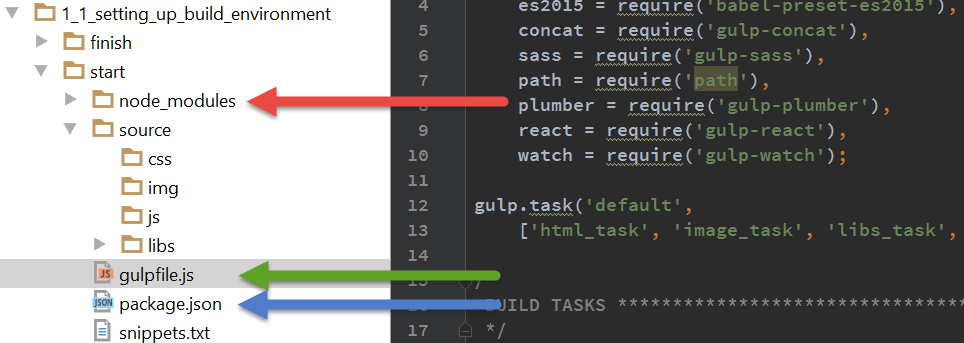 1_1_setting_up_build_environment
finish
start
node_modules
source
css
img
js
libs
JS gulpfile.js
JSON package.json
snippets.txt
4 es2015 = require('babel-preset-es2015'),
5 concat = require('gulp-concat'),
6 sass = require('gulp-sass'),
7 path = require('path'),
8 plumber = require('gulp-plumber'),
9 react = require('gulp-react'),
10 watch = require('gulp-watch');
11
12 gulp.task('default',
13 ['html_task', 'image_task', 'libs_task',
14
15 /
16 BUILD TASKS ********************************
17 */